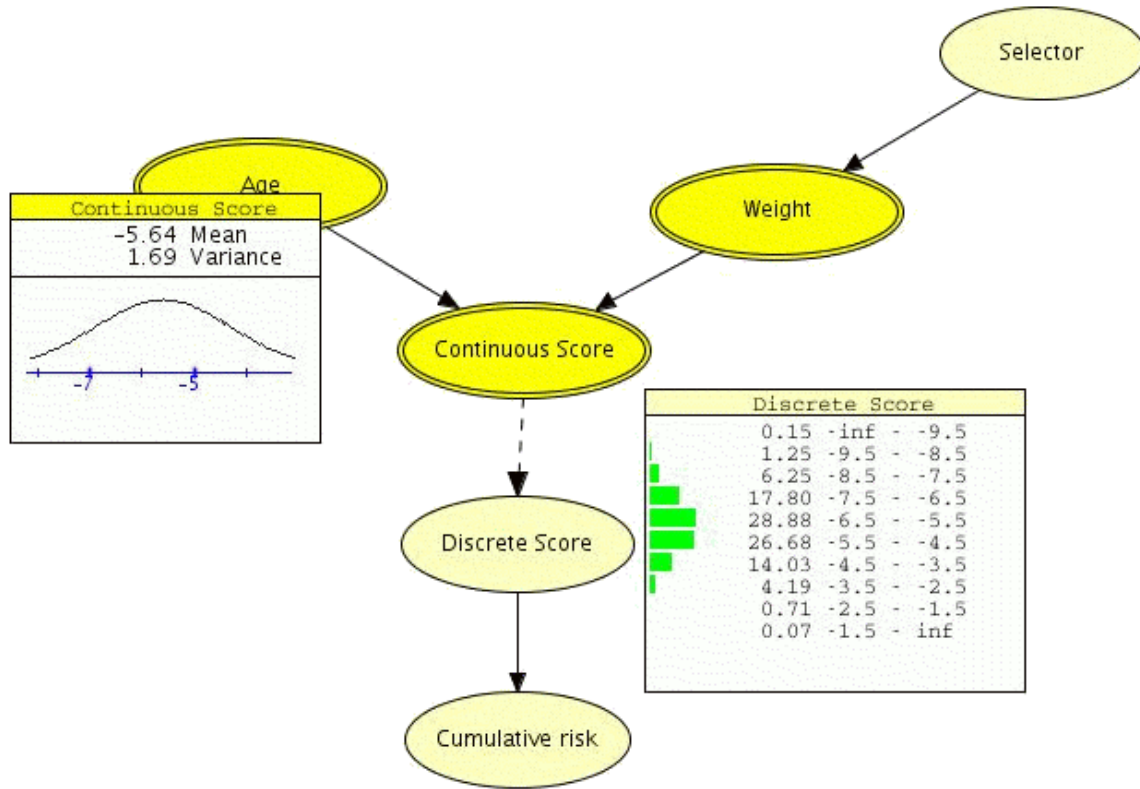 Selector
Age
Weight
Continuous Score
-5.64 Mean
1.69 Variance
-7 -5
Continuous Score
Discrete Score
0.15 -inf - -9.5
1.25 -9.5 - -8.5
6.25 -8.5 - -7.5
17.80 -7.5 - -6.5
28.88 -6.5 - -5.5
26.68 -5.5 - -4.5
14.03 -4.5 - -3.5
4.19 -3.5 - -2.5
0.71 -2.5 - -1.5
0.07 -1.5 - inf
Discrete Score
Cumulative risk